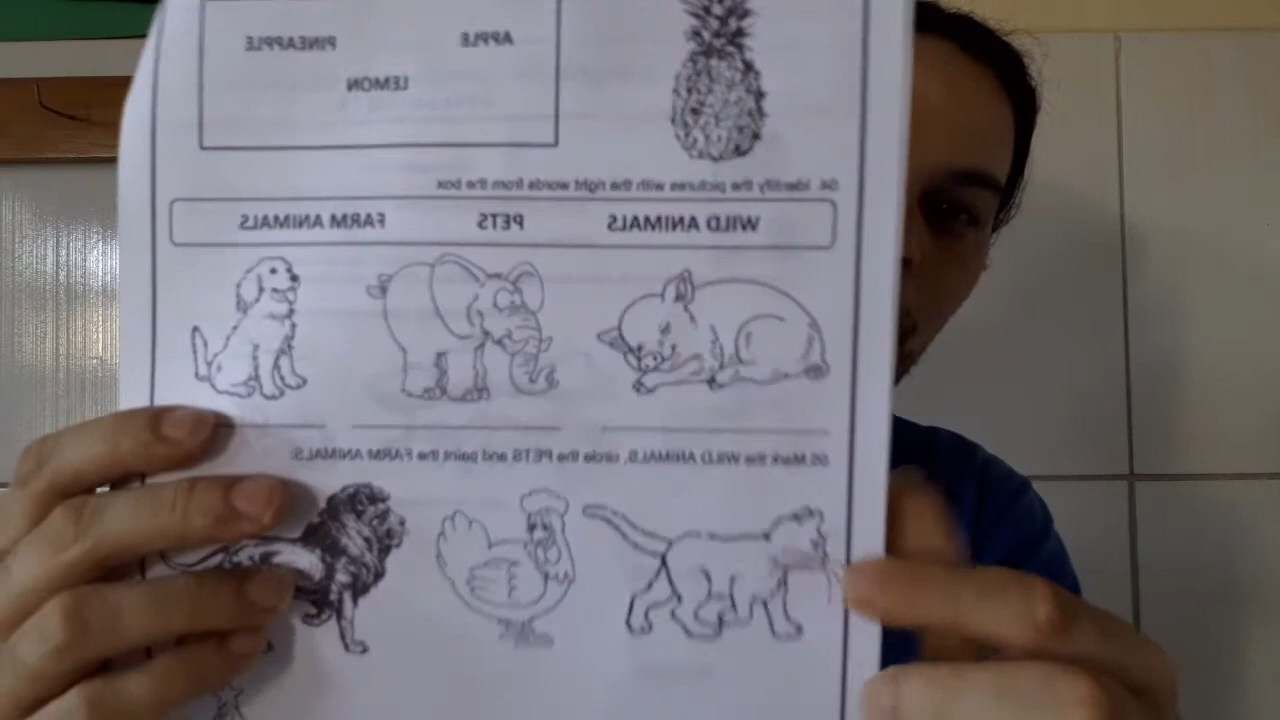 APPLE PINEAPPLE
LEMON
04. Identify the pictures with the right words from the box
WILD ANIMALS PETS FARM ANIMALS
05 Mark the WILD ANIMALS, circle the PETS and paint the FARM ANIMALS: